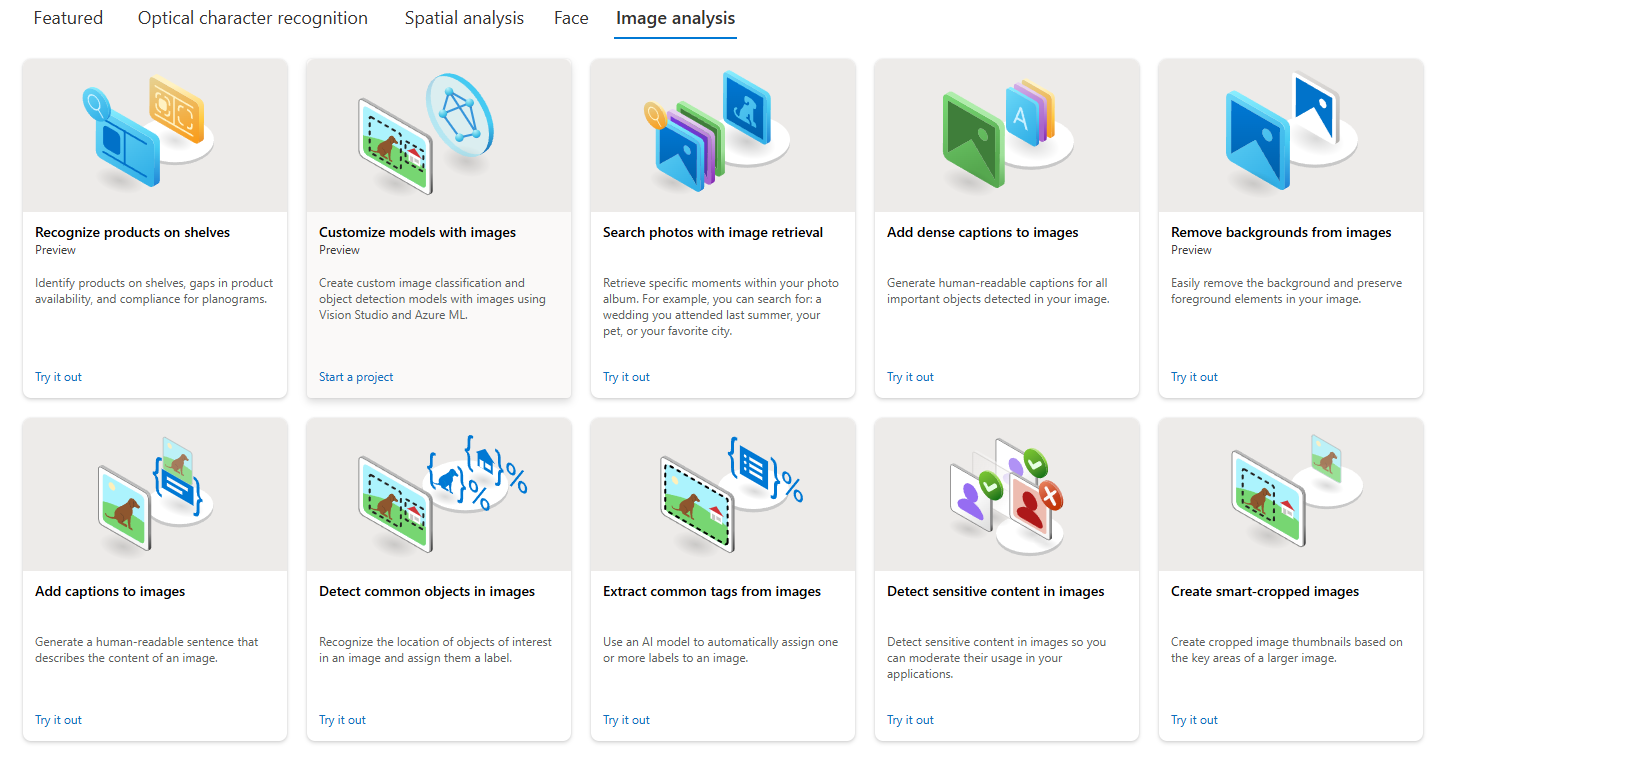 Featured
Optical character recognition
Spatial analysis
Face
Image analysis
Recognize products on shelves
Preview
Identify products on shelves, gaps in product
availability, and compliance for planograms.
Try it out
Customize models with images
Preview
Create custom image classification and
object detection models with images using
Vision Studio and Azure ML.
Start a project
Search photos with image retrieval
Retrieve specific moments within your photo
album. For example, you can search for: a
wedding you attended last summer, your
pet, or your favorite city.
Try it out
A
Add dense captions to images
Generate human-readable captions for all
important objects detected in your image.
Try it out
Remove backgrounds from images
Preview
Easily remove the background and preserve
foreground elements in your image.
Try it out
Add captions to images
Generate a human-readable sentence that
describes the content of an image.
Try it out
{ } % { } %
Detect common objects in images
Recognize the location of objects of interest
in an image and assign them a label.
Try it out
{ } %
Extract common tags from images
Use an AI model to automatically assign one
or more labels to an image.
Try it out
Detect sensitive content in images
Detect sensitive content in images so you
can moderate their usage in your
applications.
Try it out
Create smart-cropped images
Create cropped image thumbnails based on
the key areas of a larger image.
Try it out